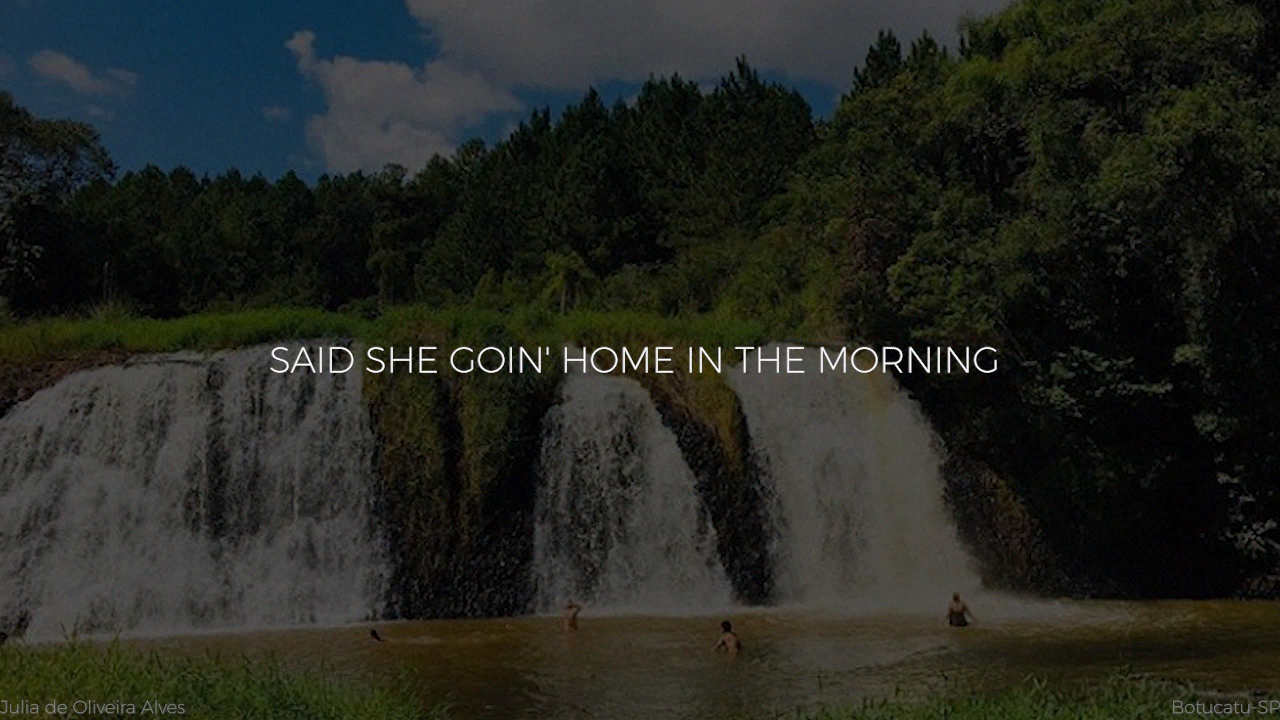 SAID SHE GOIN' HOME IN THE MORNING
Julia de Oliveira Alves
Botucatu-SP